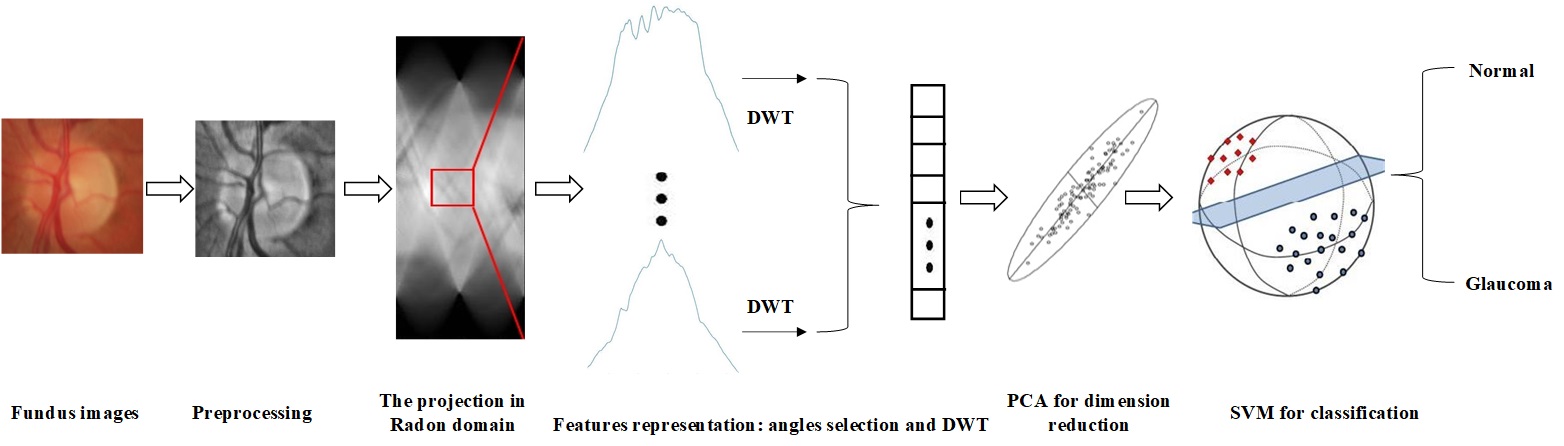 DWT
DWT
Normal
Glaucoma
Fundus images
Preprocessing
The projection in
Radon domain
Features representation: angles selection and DWT
PCA for dimension
reduction
SVM for classification